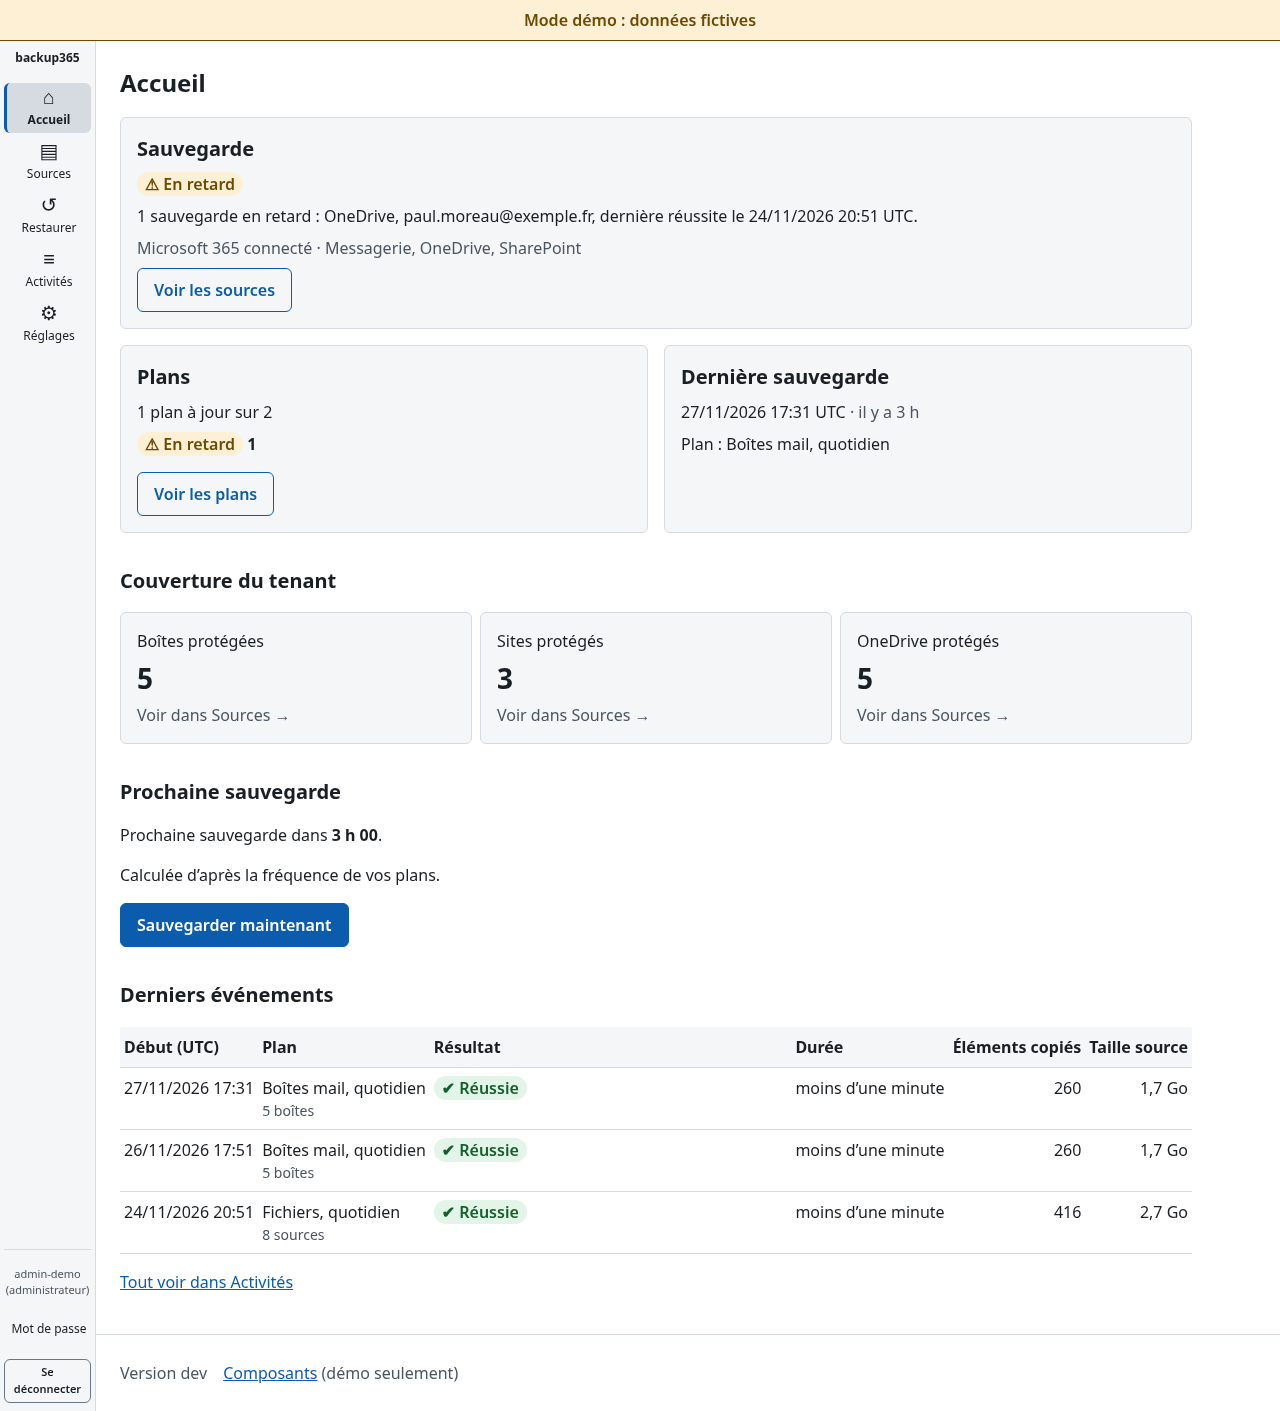 Mode démo : données fictives
backup365
Accueil
Sources
Restaurer
Activités
Réglages
admin-demo
(administrateur)
Mot de passe
Se
déconnecter
Accueil
Sauvegarde
⚠ En retard
1 sauvegarde en retard : OneDrive, paul.moreau@exemple.fr, dernière réussite le 24/11/2026 20:51 UTC.
Microsoft 365 connecté · Messagerie, OneDrive, SharePoint
Voir les sources
Plans
1 plan à jour sur 2
⚠ En retard 1
Voir les plans
Dernière sauvegarde
27/11/2026 17:31 UTC · il y a 3 h
Plan : Boîtes mail, quotidien
Couverture du tenant
Boîtes protégées
5
Voir dans Sources →
Sites protégés
3
Voir dans Sources →
OneDrive protégés
5
Voir dans Sources →
Prochaine sauvegarde
Prochaine sauvegarde dans 3 h 00.
Calculée d’après la fréquence de vos plans.
Sauvegarder maintenant
Derniers événements
Début (UTC) Plan Résultat Durée Éléments copiés Taille source
27/11/2026 17:31 Boîtes mail, quotidien ✔ Réussie moins d’une minute 260 1,7 Go
5 boîtes
26/11/2026 17:51 Boîtes mail, quotidien ✔ Réussie moins d’une minute 260 1,7 Go
5 boîtes
24/11/2026 20:51 Fichiers, quotidien ✔ Réussie moins d’une minute 416 2,7 Go
8 sources
Tout voir dans Activités
Version dev Composants (démo seulement)